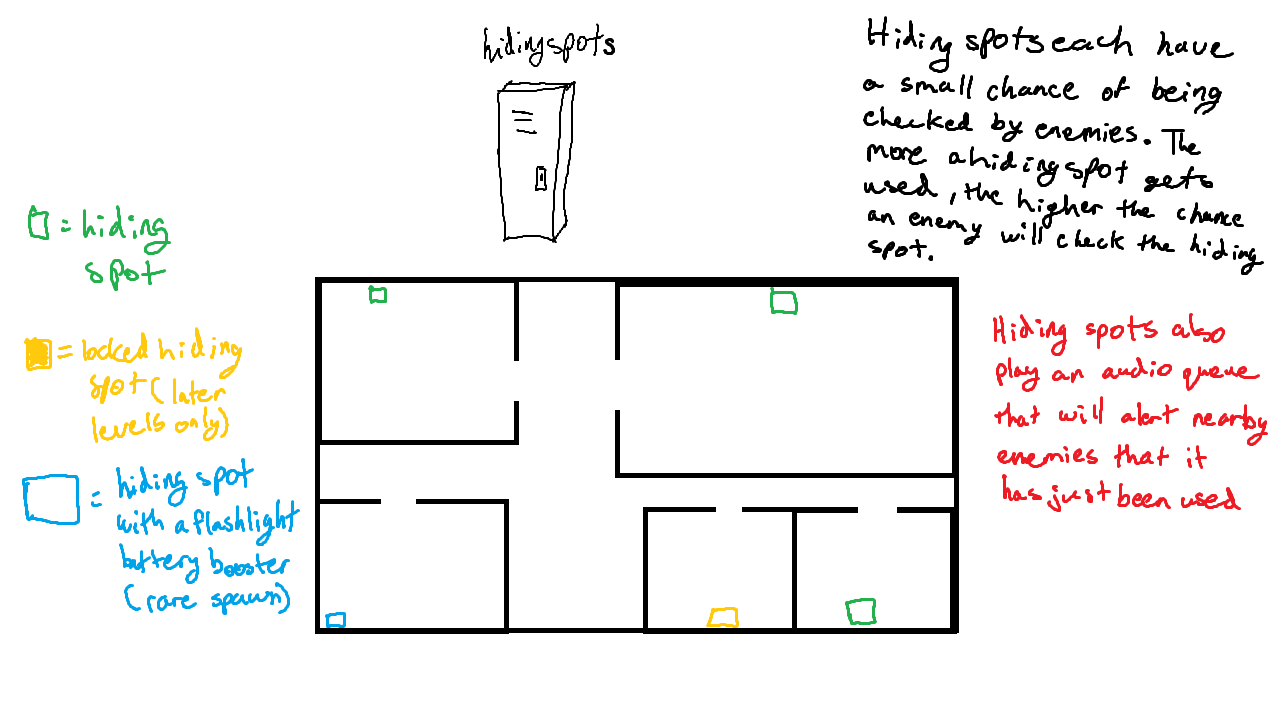 hiding spots
Hiding spots each have
a small chance of being
checked by enemies. The
more a hiding spot gets
used, the higher the chance
an enemy will check the hiding
spot.
= hiding
spot
= locked hiding
spot (later
levels only)
= hiding spot
with a flashlight
battery booster
(rare spawn)
Hiding spots also
play an audio queue
that will alert nearby
enemies that it
has just been used